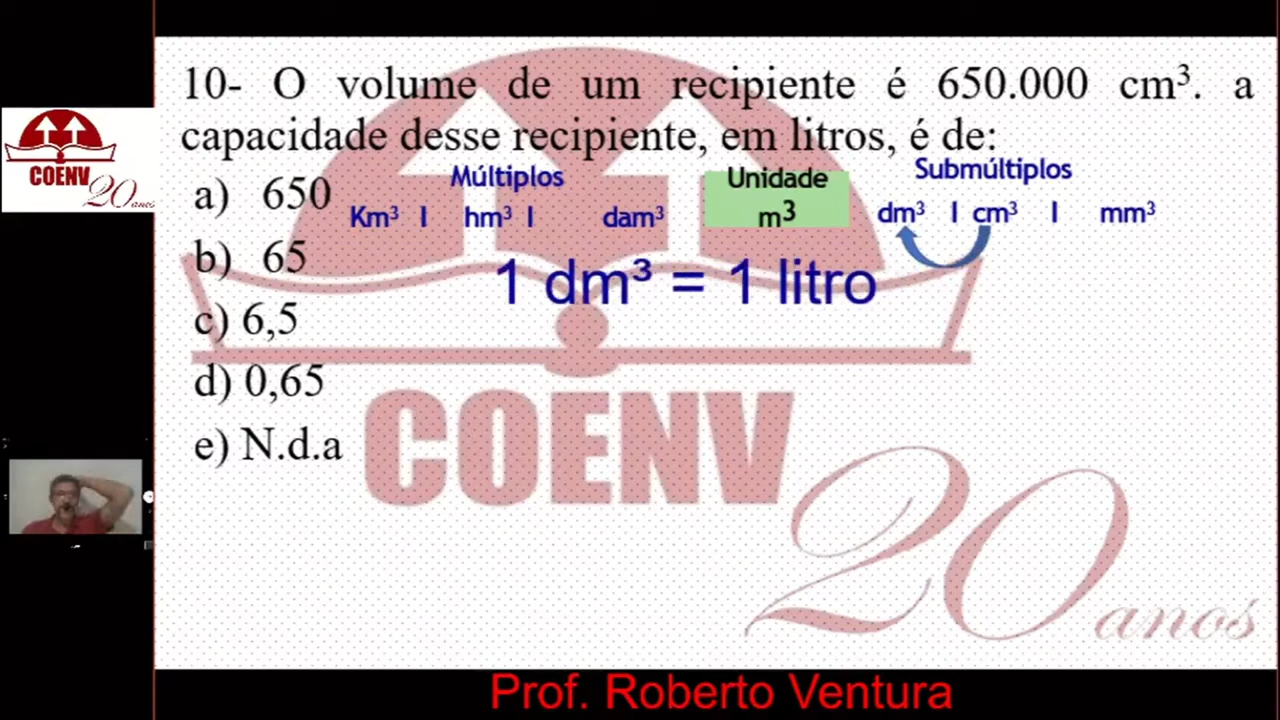 10- O volume de um recipiente é 650.000 cm³. a
capacidade desse recipiente, em litros, é de:
COENV
20 anos
Múltiplos
Unidade
Submúltiplos
a) 650
Km³ I hm³ I dam³ m³ dm³ I cm³ I mm³
b) 65
1 dm³ = 1 litro
c) 6,5
d) 0,65
e) N.d.a
COENV
20 anos
Prof. Roberto Ventura